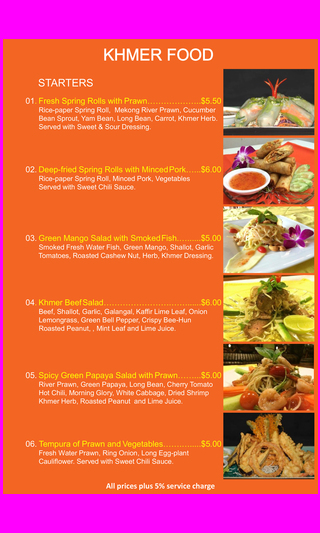 KHMER FOOD
STARTERS
01. Fresh Spring Rolls with Prawn....................$5.50
Rice-paper Spring Roll, Mekong River Prawn, Cucumber
Bean Sprout, Yam Bean, Long Bean, Carrot, Khmer Herb.
Served with Sweet & Sour Dressing.
02. Deep-fried Spring Rolls with Minced Pork......$6.00
Rice-paper Spring Roll, Minced Pork, Vegetables
Served with Sweet Chili Sauce.
03. Green Mango Salad with Smoked Fish..........$5.00
Smoked Fresh Water Fish, Green Mango, Shallot, Garlic
Tomatoes, Roasted Cashew Nut, Herb, Khmer Dressing.
04. Khmer Beef Salad..................................$6.00
Beef, Shallot, Garlic, Galangal, Kaffir Lime Leaf, Onion
Lemongrass, Green Bell Pepper, Crispy Bee-Hun
Roasted Peanut, , Mint Leaf and Lime Juice.
05. Spicy Green Papaya Salad with Prawn.........$5.00
River Prawn, Green Papaya, Long Bean, Cherry Tomato
Hot Chili, Morning Glory, White Cabbage, Dried Shrimp
Khmer Herb, Roasted Peanut and Lime Juice.
06. Tempura of Prawn and Vegetables..............$5.00
Fresh Water Prawn, Ring Onion, Long Egg-plant
Cauliflower. Served with Sweet Chili Sauce.
All prices plus 5% service charge